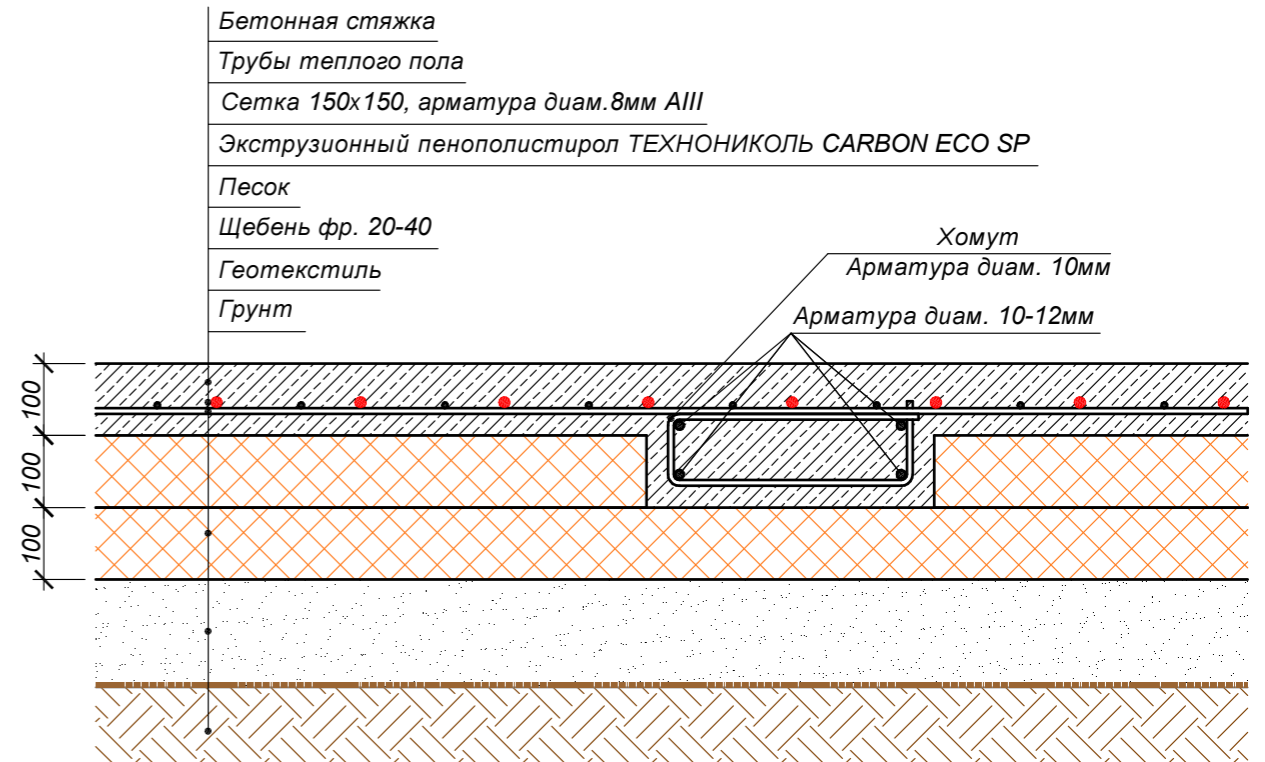 Бетонная стяжка
Трубы теплого пола
Сетка 150х150, арматура диам.8мм АIII
Экструзионный пенополистирол ТЕХНОНИКОЛЬ CARBON ECO SP
Песок
Щебень фр. 20-40
Геотекстиль
Грунт
Хомут
Арматура диам. 10мм
Арматура диам. 10-12мм
100
100
100